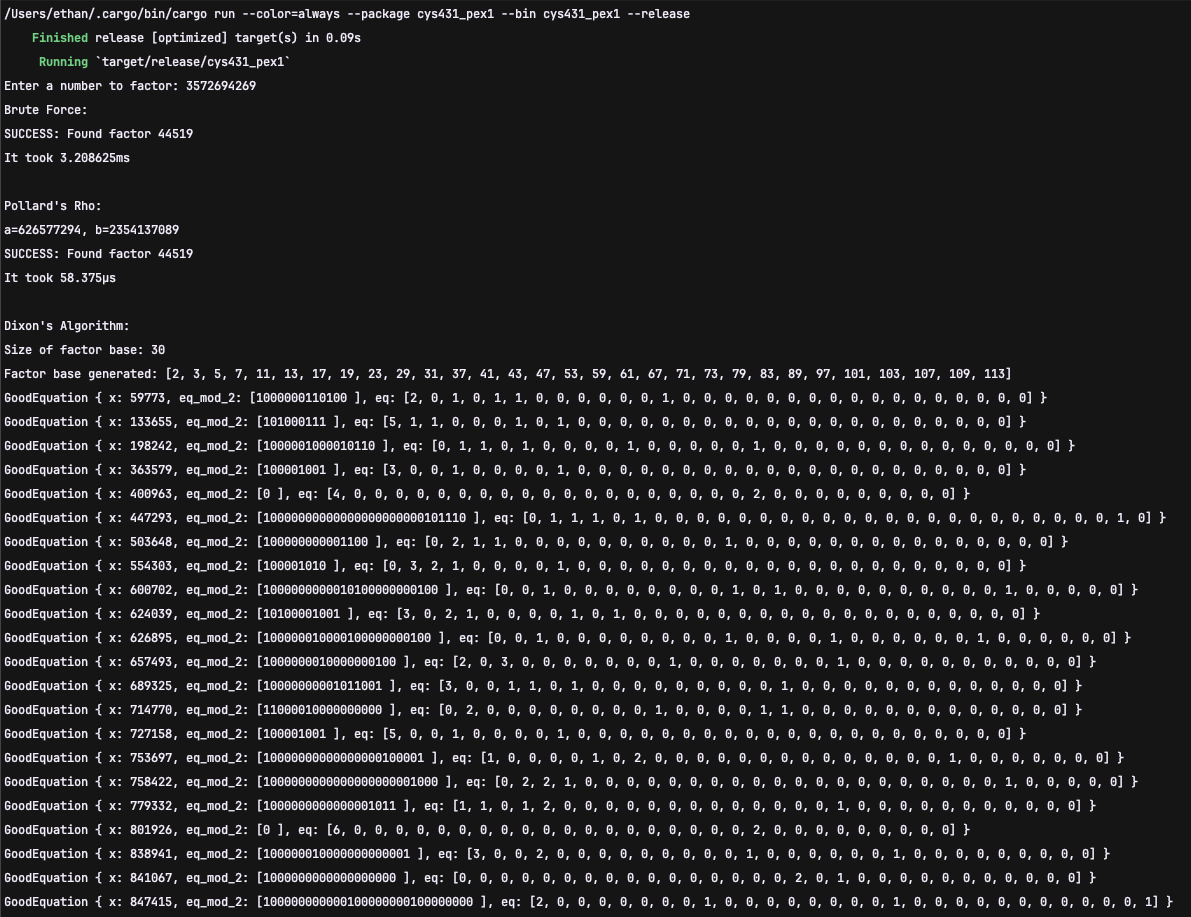 /Users/ethan/.cargo/bin/cargo run --color=always --package cys431_pex1 --bin cys431_pex1 --release
Finished release [optimized] target(s) in 0.09s
Running `target/release/cys431_pex1`
Enter a number to factor: 3572694269
Brute Force:
SUCCESS: Found factor 44519
It took 3.208625ms
Pollard's Rho:
a=626577294, b=2354137089
SUCCESS: Found factor 44519
It took 58.375µs
Dixon's Algorithm:
Size of factor base: 30
Factor base generated: [2, 3, 5, 7, 11, 13, 17, 19, 23, 29, 31, 37, 41, 43, 47, 53, 59, 61, 67, 71, 73, 79, 83, 89, 97, 101, 103, 107, 109, 113]
GoodEquation { x: 59773, eq_mod_2: [1000000110100 ], eq: [2, 0, 1, 0, 1, 1, 0, 0, 0, 0, 0, 0, 1, 0, 0, 0, 0, 0, 0, 0, 0, 0, 0, 0, 0, 0, 0, 0, 0, 0] }
GoodEquation { x: 133655, eq_mod_2: [101000111 ], eq: [5, 1, 1, 0, 0, 0, 1, 0, 1, 0, 0, 0, 0, 0, 0, 0, 0, 0, 0, 0, 0, 0, 0, 0, 0, 0, 0, 0, 0, 0] }
GoodEquation { x: 198242, eq_mod_2: [1000001000010110 ], eq: [0, 1, 1, 0, 1, 0, 0, 0, 0, 1, 0, 0, 0, 0, 0, 1, 0, 0, 0, 0, 0, 0, 0, 0, 0, 0, 0, 0, 0, 0] }
GoodEquation { x: 363579, eq_mod_2: [100001001 ], eq: [3, 0, 0, 1, 0, 0, 0, 0, 1, 0, 0, 0, 0, 0, 0, 0, 0, 0, 0, 0, 0, 0, 0, 0, 0, 0, 0, 0, 0, 0] }
GoodEquation { x: 400963, eq_mod_2: [0 ], eq: [4, 0, 0, 0, 0, 0, 0, 0, 0, 0, 0, 0, 0, 0, 0, 0, 0, 0, 0, 0, 2, 0, 0, 0, 0, 0, 0, 0, 0, 0] }
GoodEquation { x: 447293, eq_mod_2: [10000000000000000000000101110 ], eq: [0, 1, 1, 1, 0, 1, 0, 0, 0, 0, 0, 0, 0, 0, 0, 0, 0, 0, 0, 0, 0, 0, 0, 0, 0, 0, 0, 0, 1, 0] }
GoodEquation { x: 503648, eq_mod_2: [100000000001100 ], eq: [0, 2, 1, 1, 0, 0, 0, 0, 0, 0, 0, 0, 0, 0, 1, 0, 0, 0, 0, 0, 0, 0, 0, 0, 0, 0, 0, 0, 0, 0] }
GoodEquation { x: 554303, eq_mod_2: [100001010 ], eq: [0, 3, 2, 1, 0, 0, 0, 0, 1, 0, 0, 0, 0, 0, 0, 0, 0, 0, 0, 0, 0, 0, 0, 0, 0, 0, 0, 0, 0, 0] }
GoodEquation { x: 600702, eq_mod_2: [1000000000010100000000100 ], eq: [0, 0, 1, 0, 0, 0, 0, 0, 0, 0, 0, 1, 0, 1, 0, 0, 0, 0, 0, 0, 0, 0, 0, 0, 1, 0, 0, 0, 0, 0] }
GoodEquation { x: 624039, eq_mod_2: [10100001001 ], eq: [3, 0, 2, 1, 0, 0, 0, 0, 1, 0, 1, 0, 0, 0, 0, 0, 0, 0, 0, 0, 0, 0, 0, 0, 0, 0, 0, 0, 0, 0] }
GoodEquation { x: 626895, eq_mod_2: [100000010000100000000100 ], eq: [0, 0, 1, 0, 0, 0, 0, 0, 0, 0, 0, 1, 0, 0, 0, 0, 1, 0, 0, 0, 0, 0, 0, 1, 0, 0, 0, 0, 0, 0] }
GoodEquation { x: 657493, eq_mod_2: [1000000010000000100 ], eq: [2, 0, 3, 0, 0, 0, 0, 0, 0, 0, 1, 0, 0, 0, 0, 0, 0, 0, 1, 0, 0, 0, 0, 0, 0, 0, 0, 0, 0, 0] }
GoodEquation { x: 689325, eq_mod_2: [10000000001011001 ], eq: [3, 0, 0, 1, 1, 0, 1, 0, 0, 0, 0, 0, 0, 0, 0, 0, 1, 0, 0, 0, 0, 0, 0, 0, 0, 0, 0, 0, 0, 0] }
GoodEquation { x: 714770, eq_mod_2: [11000010000000000 ], eq: [0, 2, 0, 0, 0, 0, 0, 0, 0, 0, 1, 0, 0, 0, 0, 1, 1, 0, 0, 0, 0, 0, 0, 0, 0, 0, 0, 0, 0, 0] }
GoodEquation { x: 727158, eq_mod_2: [100001001 ], eq: [5, 0, 0, 1, 0, 0, 0, 0, 1, 0, 0, 0, 0, 0, 0, 0, 0, 0, 0, 0, 0, 0, 0, 0, 0, 0, 0, 0, 0, 0] }
GoodEquation { x: 753697, eq_mod_2: [10000000000000000100001 ], eq: [1, 0, 0, 0, 0, 1, 0, 2, 0, 0, 0, 0, 0, 0, 0, 0, 0, 0, 0, 0, 0, 0, 1, 0, 0, 0, 0, 0, 0, 0] }
GoodEquation { x: 758422, eq_mod_2: [1000000000000000000001000 ], eq: [0, 2, 2, 1, 0, 0, 0, 0, 0, 0, 0, 0, 0, 0, 0, 0, 0, 0, 0, 0, 0, 0, 0, 0, 1, 0, 0, 0, 0, 0] }
GoodEquation { x: 779332, eq_mod_2: [1000000000000001011 ], eq: [1, 1, 0, 1, 2, 0, 0, 0, 0, 0, 0, 0, 0, 0, 0, 0, 0, 0, 1, 0, 0, 0, 0, 0, 0, 0, 0, 0, 0, 0] }
GoodEquation { x: 801926, eq_mod_2: [0 ], eq: [6, 0, 0, 0, 0, 0, 0, 0, 0, 0, 0, 0, 0, 0, 0, 0, 0, 0, 0, 0, 2, 0, 0, 0, 0, 0, 0, 0, 0, 0] }
GoodEquation { x: 838941, eq_mod_2: [100000010000000000001 ], eq: [3, 0, 0, 2, 0, 0, 0, 0, 0, 0, 0, 0, 0, 1, 0, 0, 0, 0, 0, 0, 1, 0, 0, 0, 0, 0, 0, 0, 0, 0] }
GoodEquation { x: 841067, eq_mod_2: [1000000000000000000 ], eq: [0, 0, 0, 0, 0, 0, 0, 0, 0, 0, 0, 0, 0, 0, 0, 0, 2, 0, 1, 0, 0, 0, 0, 0, 0, 0, 0, 0, 0, 0] }
GoodEquation { x: 847415, eq_mod_2: [100000000000100000000100000000 ], eq: [2, 0, 0, 0, 0, 0, 0, 0, 1, 0, 0, 0, 0, 0, 0, 0, 0, 1, 0, 0, 0, 0, 0, 0, 0, 0, 0, 0, 0, 1] }